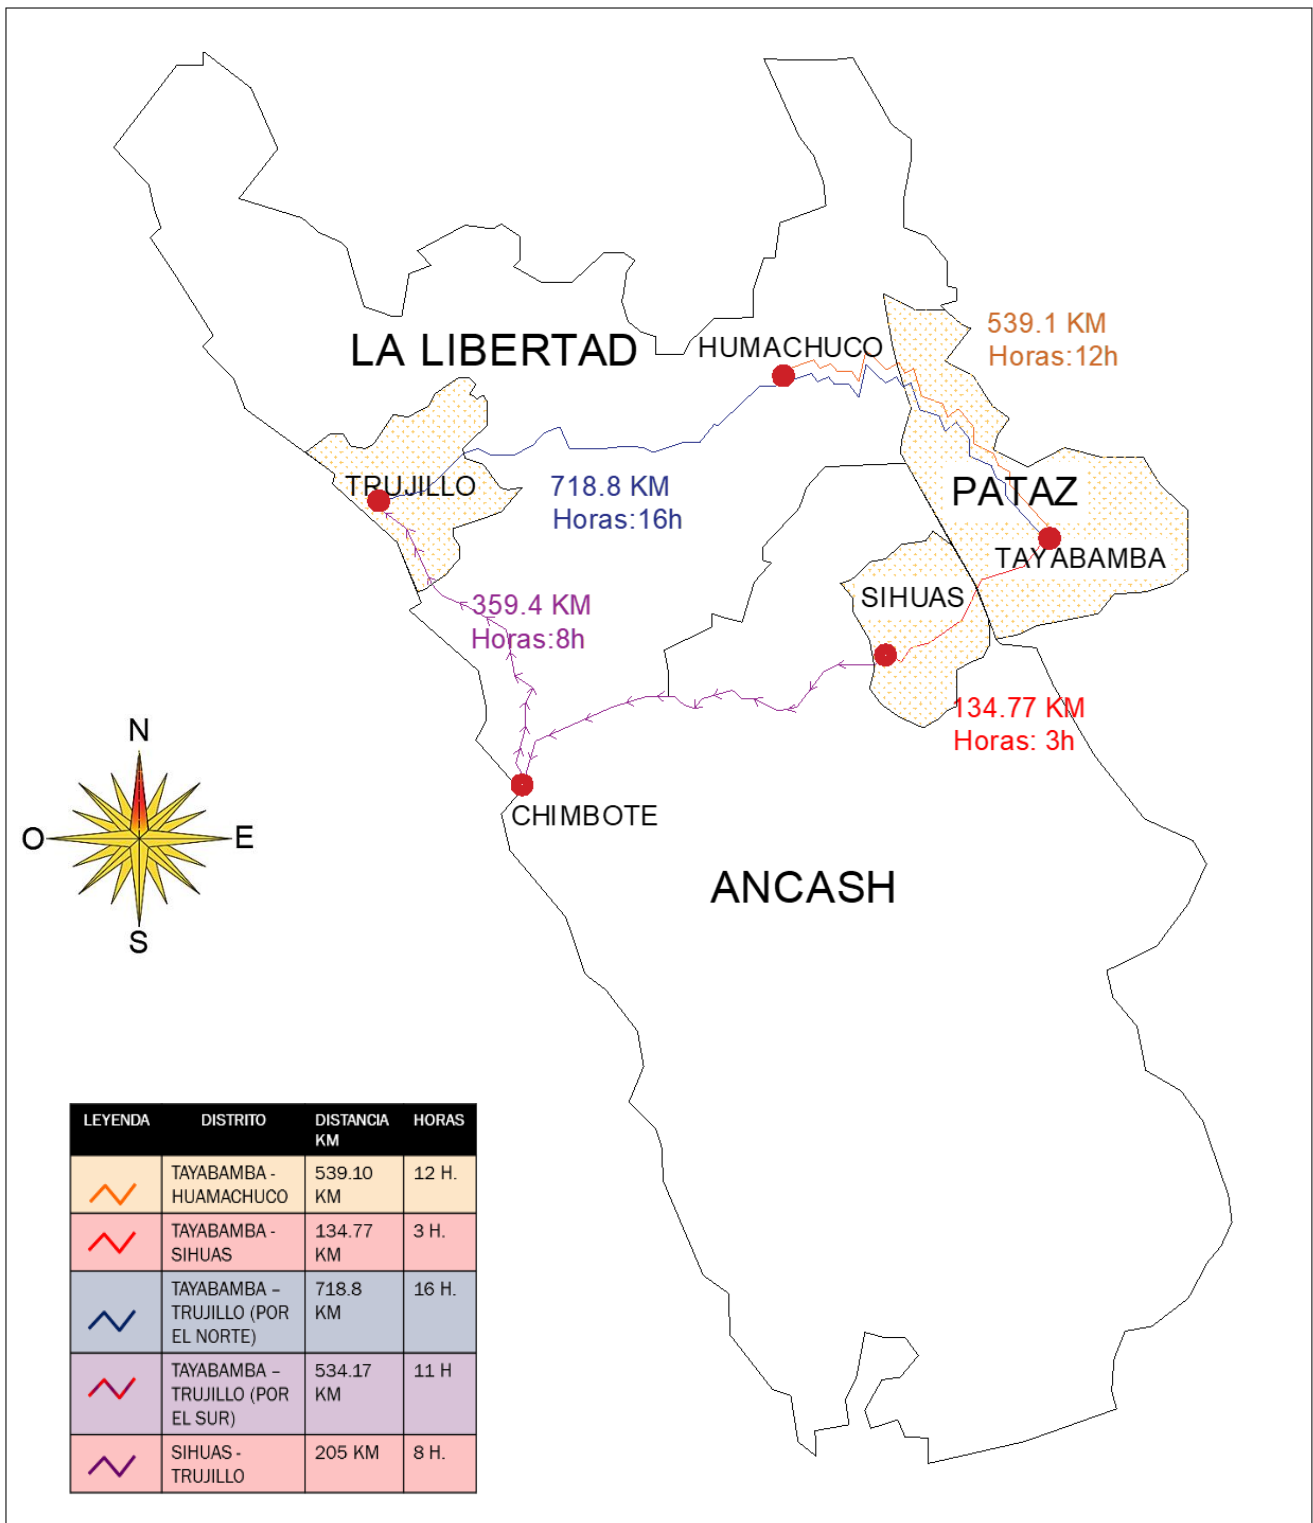 LA LIBERTAD
HUMACHUCO
539.1 KM
Horas:12h
TRUJILLO
718.8 KM
Horas:16h
PATAZ
TAYABAMBA
SIHUAS
359.4 KM
Horas:8h
134.77 KM
Horas: 3h
CHIMBOTE
ANCASH
N
O
E
S
LEYENDA
DISTRITO
DISTANCIA
KM
HORAS
TAYABAMBA -
HUAMACHUCO
539.10
KM
12 H.
TAYABAMBA -
SIHUAS
134.77
KM
3 H.
TAYABAMBA –
TRUJILLO (POR
EL NORTE)
718.8
KM
16 H.
TAYABAMBA –
TRUJILLO (POR
EL SUR)
534.17
KM
11 H
SIHUAS -
TRUJILLO
205 KM
8 H.